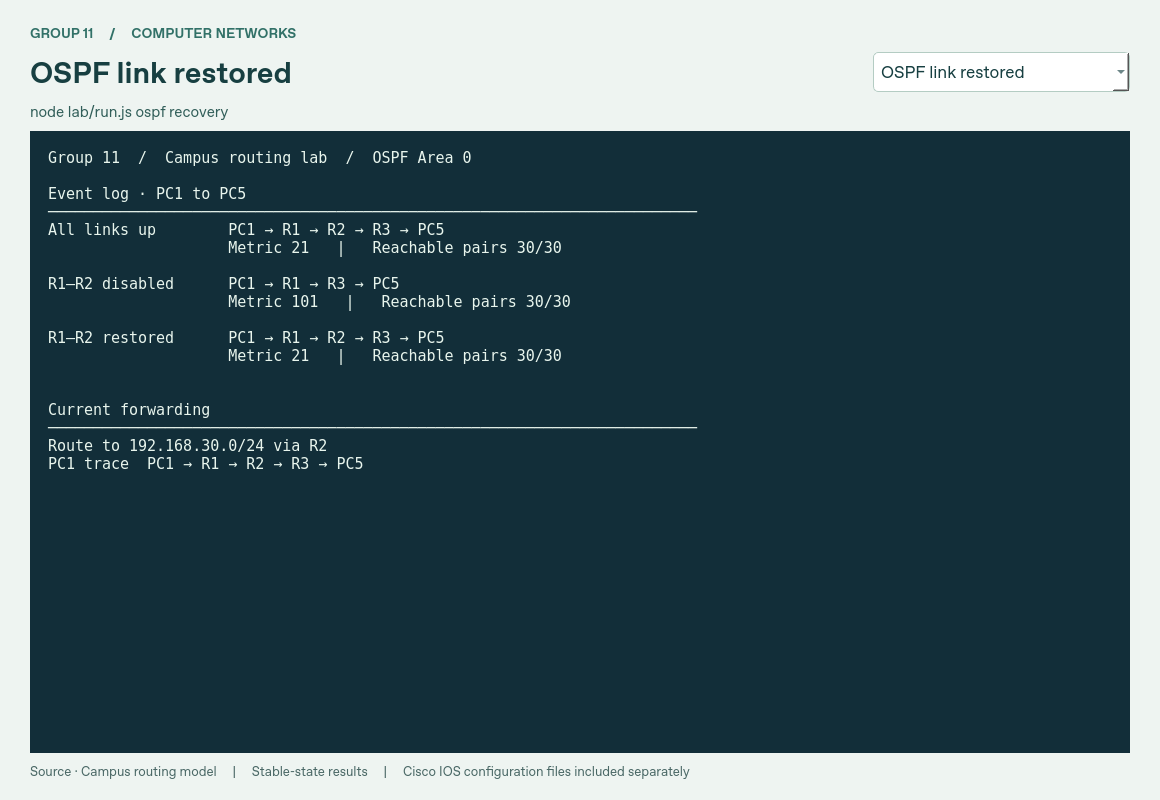 GROUP 11 / COMPUTER NETWORKS
OSPF link restored
OSPF link restored
node lab/run.js ospf recovery
Group 11 / Campus routing lab / OSPF Area 0
Event log · PC1 to PC5
All links up PC1 → R1 → R2 → R3 → PC5
Metric 21 | Reachable pairs 30/30
R1–R2 disabled PC1 → R1 → R3 → PC5
Metric 101 | Reachable pairs 30/30
R1–R2 restored PC1 → R1 → R2 → R3 → PC5
Metric 21 | Reachable pairs 30/30
Current forwarding
Route to 192.168.30.0/24 via R2
PC1 trace PC1 → R1 → R2 → R3 → PC5
Source · Campus routing model | Stable-state results | Cisco IOS configuration files included separately